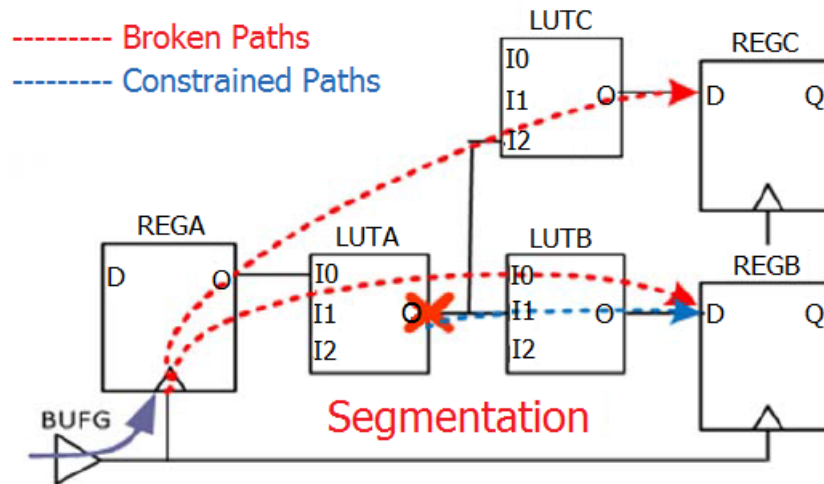 --------- Broken Paths
--------- Constrained Paths
LUTC
I0
I1
I2
O
REGC
D
Q
REGA
D
O
LUTA
I0
I1
I2
O
LUTB
I0
I1
I2
O
REGB
D
Q
Segmentation
BUFG